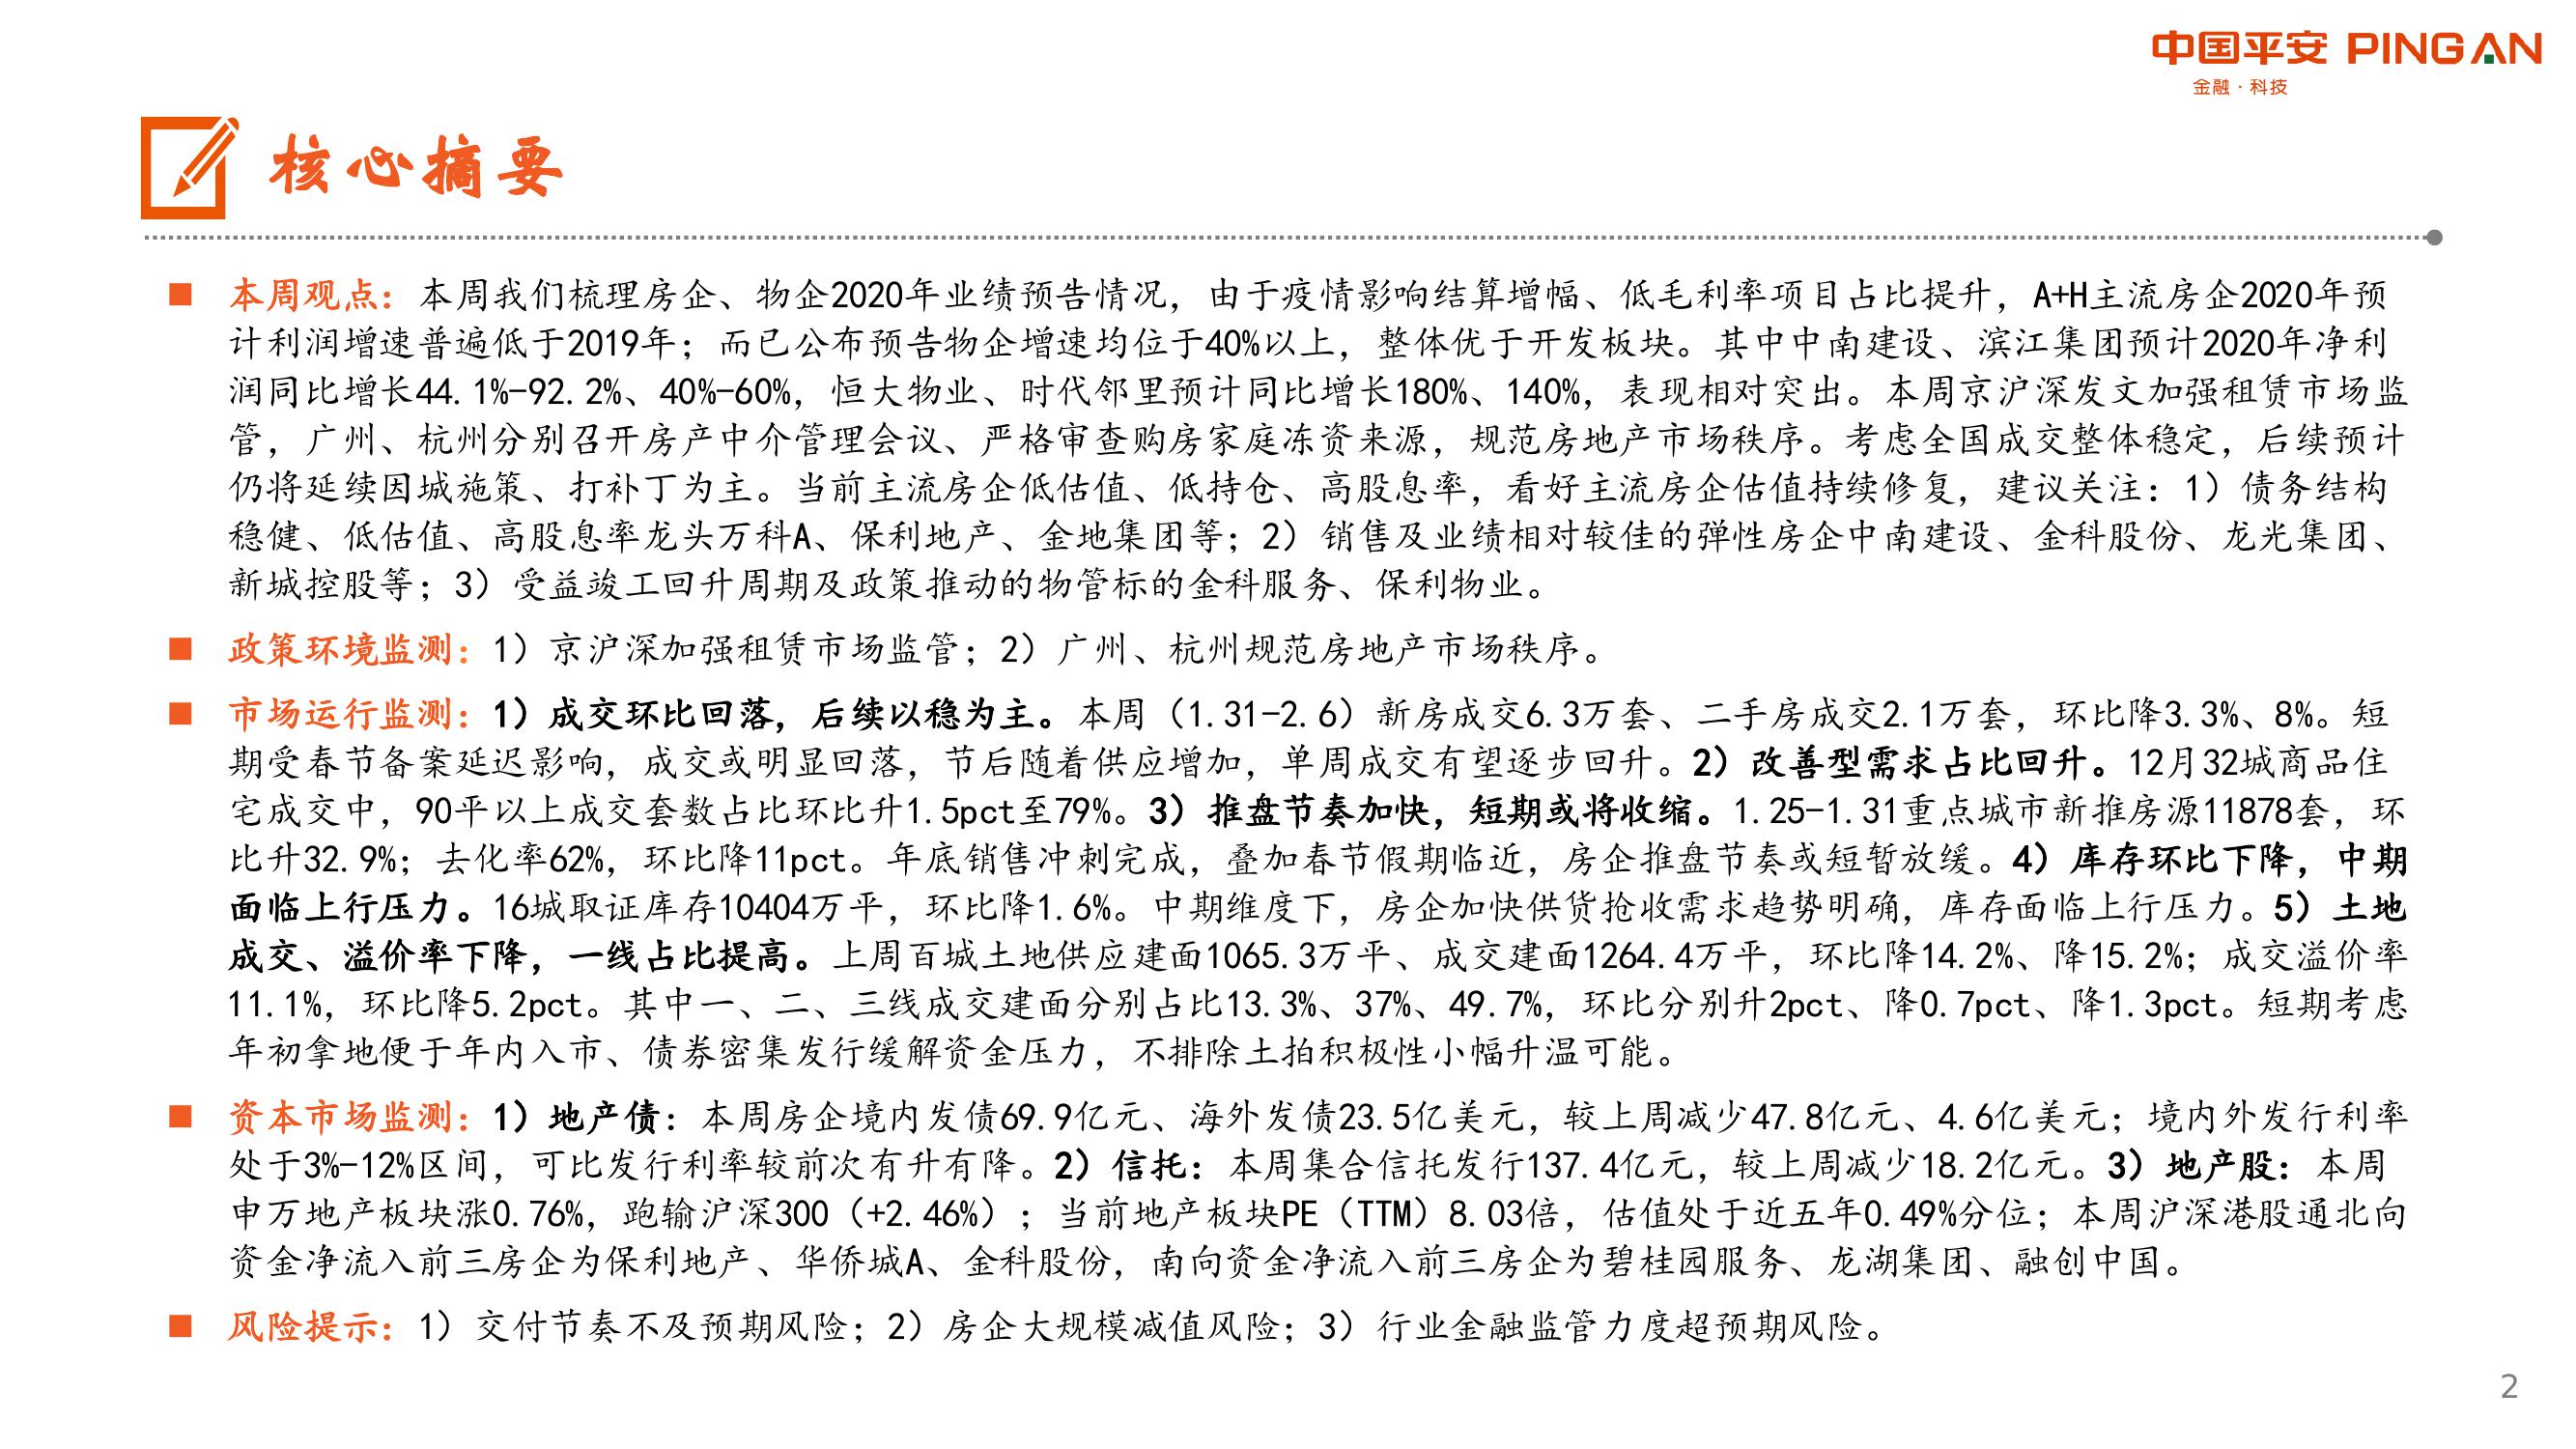 中国平安 PINGAN
金融·科技
核心摘要
■ 本周观点：本周我们梳理房企、物企2020年业绩预告情况，由于疫情影响结算增幅、低毛利率项目占比提升，A+H主流房企2020年预
计利润增速普遍低于2019年；而已公布预告物企增速均位于40%以上，整体优于开发板块。其中中南建设、滨江集团预计2020年净利
润同比增长44.1%-92.2%、40%-60%，恒大物业、时代邻里预计同比增长180%、140%，表现相对突出。本周京沪深发文加强租赁市场监
管，广州、杭州分别召开房产中介管理会议、严格审查购房家庭冻资来源，规范房地产市场秩序。考虑全国成交整体稳定，后续预计
仍将延续因城施策、打补丁为主。当前主流房企低估值、低持仓、高股息率，看好主流房企估值持续修复，建议关注：1）债务结构
稳健、低估值、高股息率龙头万科A、保利地产、金地集团等；2）销售及业绩相对较佳的弹性房企中南建设、金科股份、龙光集团、
新城控股等；3）受益竣工回升周期及政策推动的物管标的金科服务、保利物业。
■ 政策环境监测：1）京沪深加强租赁市场监管；2）广州、杭州规范房地产市场秩序。
■ 市场运行监测：1）成交环比回落，后续以稳为主。本周（1.31-2.6）新房成交6.3万套、二手房成交2.1万套，环比降3.3%、8%。短
期受春节备案延迟影响，成交或明显回落，节后随着供应增加，单周成交有望逐步回升。2）改善型需求占比回升。12月32城商品住
宅成交中，90平以上成交套数占比环比升1.5pct至79%。3）推盘节奏加快，短期或将收缩。1.25-1.31重点城市新推房源11878套，环
比升32.9%；去化率62%，环比降11pct。年底销售冲刺完成，叠加春节假期临近，房企推盘节奏或短暂放缓。4）库存环比下降，中期
面临上行压力。16城取证库存10404万平，环比降1.6%。中期维度下，房企加快供货抢收需求趋势明确，库存面临上行压力。5）土地
成交、溢价率下降，一线占比提高。上周百城土地供应建面1065.3万平、成交建面1264.4万平，环比降14.2%、降15.2%；成交溢价率
11.1%，环比降5.2pct。其中一、二、三线成交建面分别占比13.3%、37%、49.7%，环比分别升2pct、降0.7pct、降1.3pct。短期考虑
年初拿地便于年内入市、债券密集发行缓解资金压力，不排除土拍积极性小幅升温可能。
■ 资本市场监测：1）地产债：本周房企境内发债69.9亿元、海外发债23.5亿美元，较上周减少47.8亿元、4.6亿美元；境内外发行利率
处于3%-12%区间，可比发行利率较前次有升有降。2）信托：本周集合信托发行137.4亿元，较上周减少18.2亿元。3）地产股：本周
申万地产板块涨0.76%，跑输沪深300（+2.46%）；当前地产板块PE（TTM）8.03倍，估值处于近五年0.49%分位；本周沪深港股通北向
资金净流入前三房企为保利地产、华侨城A、金科股份，南向资金净流入前三房企为碧桂园服务、龙湖集团、融创中国。
■ 风险提示：1）交付节奏不及预期风险；2）房企大规模减值风险；3）行业金融监管力度超预期风险。
2